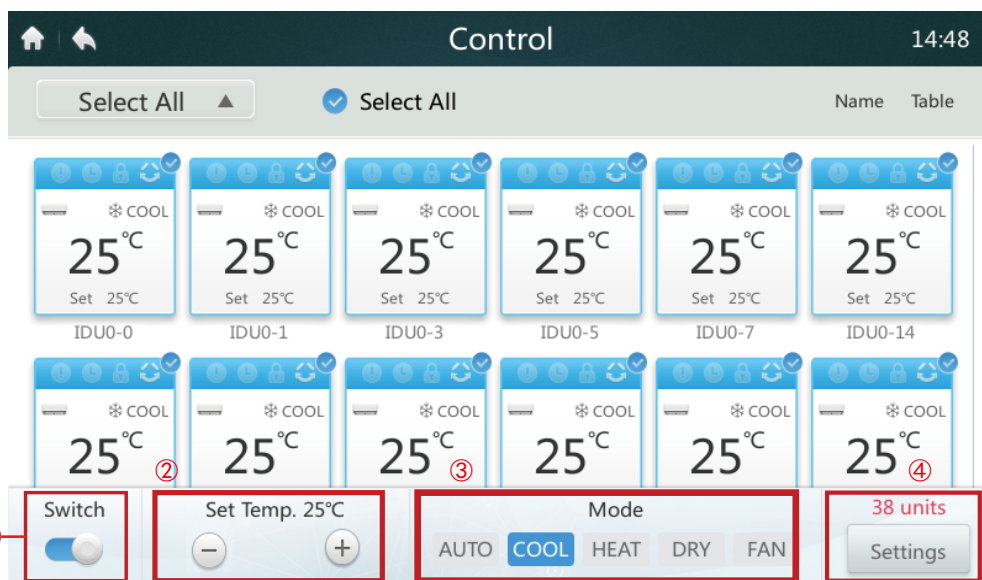 Control 14:48
Select All ▲ Select All Name Table
COOL COOL COOL COOL COOL COOL
25℃ 25℃ 25℃ 25℃ 25℃ 25℃
Set 25℃ Set 25℃ Set 25℃ Set 25℃ Set 25℃ Set 25℃
IDU0-0 IDU0-1 IDU0-3 IDU0-5 IDU0-7 IDU0-14
COOL COOL COOL COOL COOL COOL
25℃ 25℃ 25℃ 25℃ 25℃ 25℃
② ③ ④
Switch Set Temp. 25℃ Mode 38 units
− + AUTO COOL HEAT DRY FAN Settings